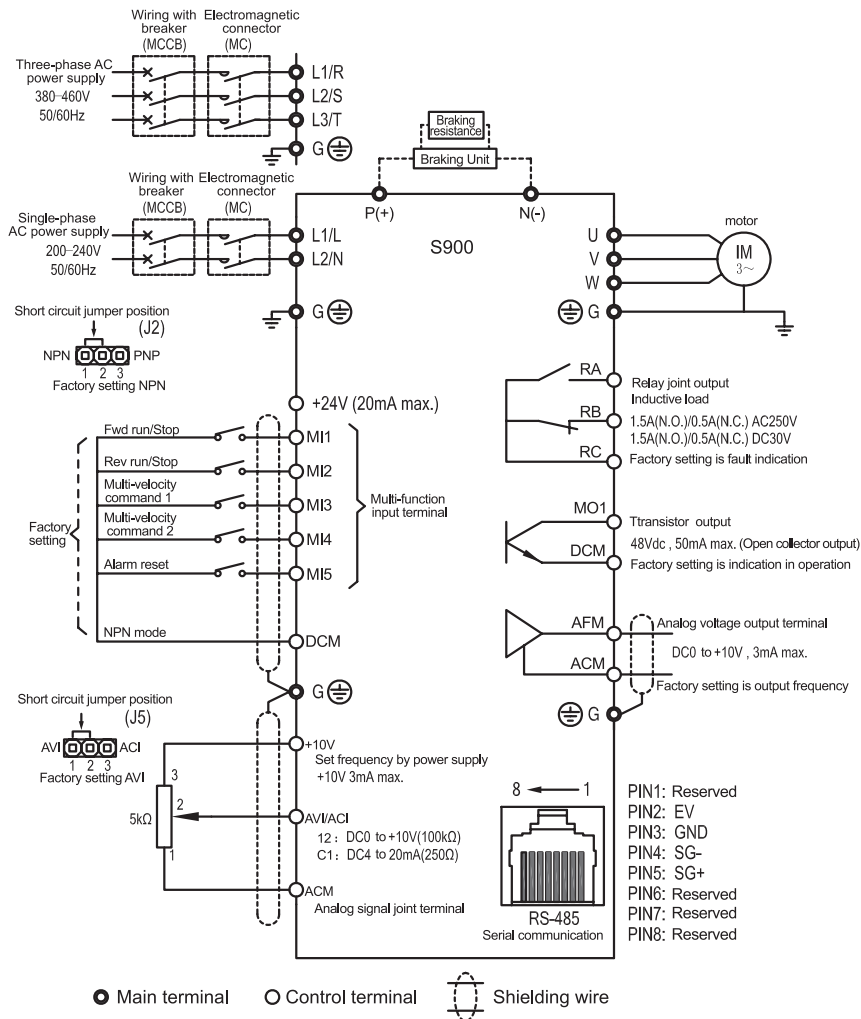 Wiring with breaker (MCCB)
Electromagnetic connector (MC)
Three-phase AC power supply
380-460V
50/60Hz
L1/R
L2/S
L3/T
G
Braking resistance
Braking Unit
P(+)
N(-)
Wiring with breaker (MCCB)
Electromagnetic connector (MC)
Single-phase AC power supply
200-240V
50/60Hz
L1/L
L2/N
G
S900
U
V
W
G
motor
IM
3~
Short circuit jumper position
(J2)
NPN
PNP
1 2 3
Factory setting NPN
+24V (20mA max.)
Fwd run/Stop
MI1
Rev run/Stop
MI2
Multi-velocity command 1
MI3
Multi-velocity command 2
MI4
Alarm reset
MI5
Factory setting
Multi-function input terminal
NPN mode
DCM
G
RA
RB
RC
Relay joint output
Inductive load
1.5A(N.O.)/0.5A(N.C.) AC250V
1.5A(N.O.)/0.5A(N.C.) DC30V
Factory setting is fault indication
MO1
DCM
Ttransistor output
48Vdc , 50mA max. (Open collector output)
Factory setting is indication in operation
AFM
ACM
G
Analog voltage output terminal
DC0 to +10V , 3mA max.
Factory setting is output frequency
Short circuit jumper position
(J5)
AVI
ACI
1 2 3
Factory setting AVI
3
2
1
5kΩ
+10V
Set frequency by power supply
+10V 3mA max.
AVI/ACI
12 : DC0 to +10V(100kΩ)
C1: DC4 to 20mA(250Ω)
ACM
Analog signal joint terminal
8
1
RS-485
Serial communication
PIN1: Reserved
PIN2: EV
PIN3: GND
PIN4: SG-
PIN5: SG+
PIN6: Reserved
PIN7: Reserved
PIN8: Reserved
Main terminal
Control terminal
Shielding wire